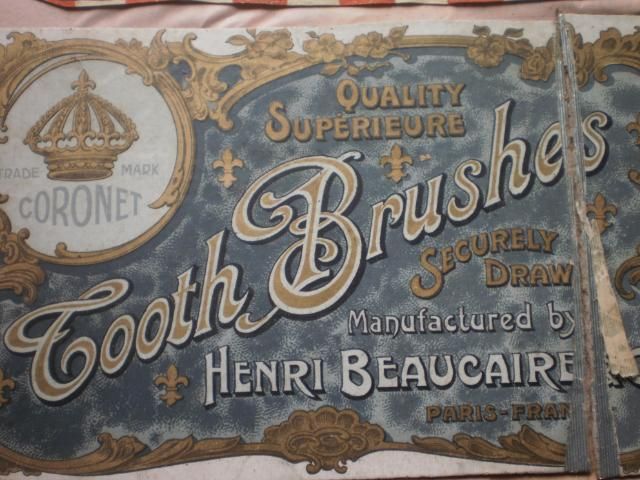 TRADE MARK
CORONET
QUALITY
SUPÉRIEURE
Tooth Brushes
SECURELY
DRAW
Manufactured by
HENRI BEAUCAIRE
PARIS-FRAN